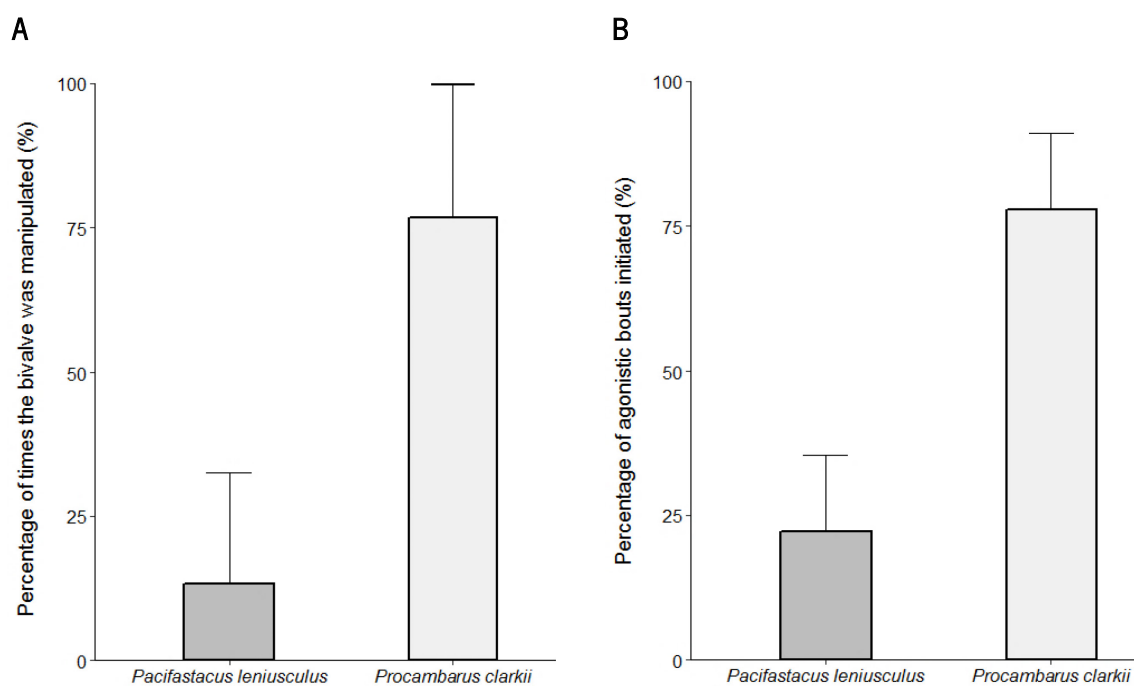 A
Percentage of times the bivalve was manipulated (%)
100
75
50
25
0
Pacifastacus leniusculus
Procambarus clarkii
B
Percentage of agonistic bouts initiated (%)
100
75
50
25
0
Pacifastacus leniusculus
Procambarus clarkii